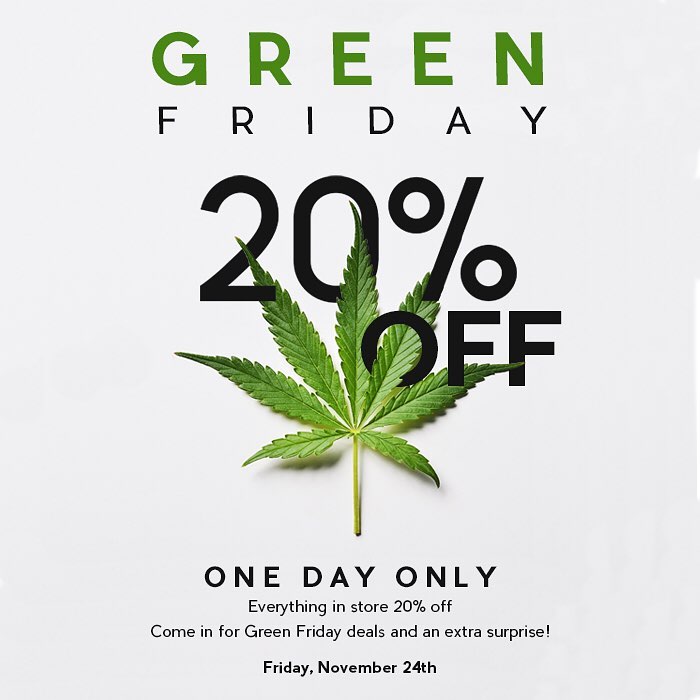 GREEN
FRIDAY
20%
OFF
ONE DAY ONLY
Everything in store 20% off
Come in for Green Friday deals and an extra surprise!
Friday, November 24th